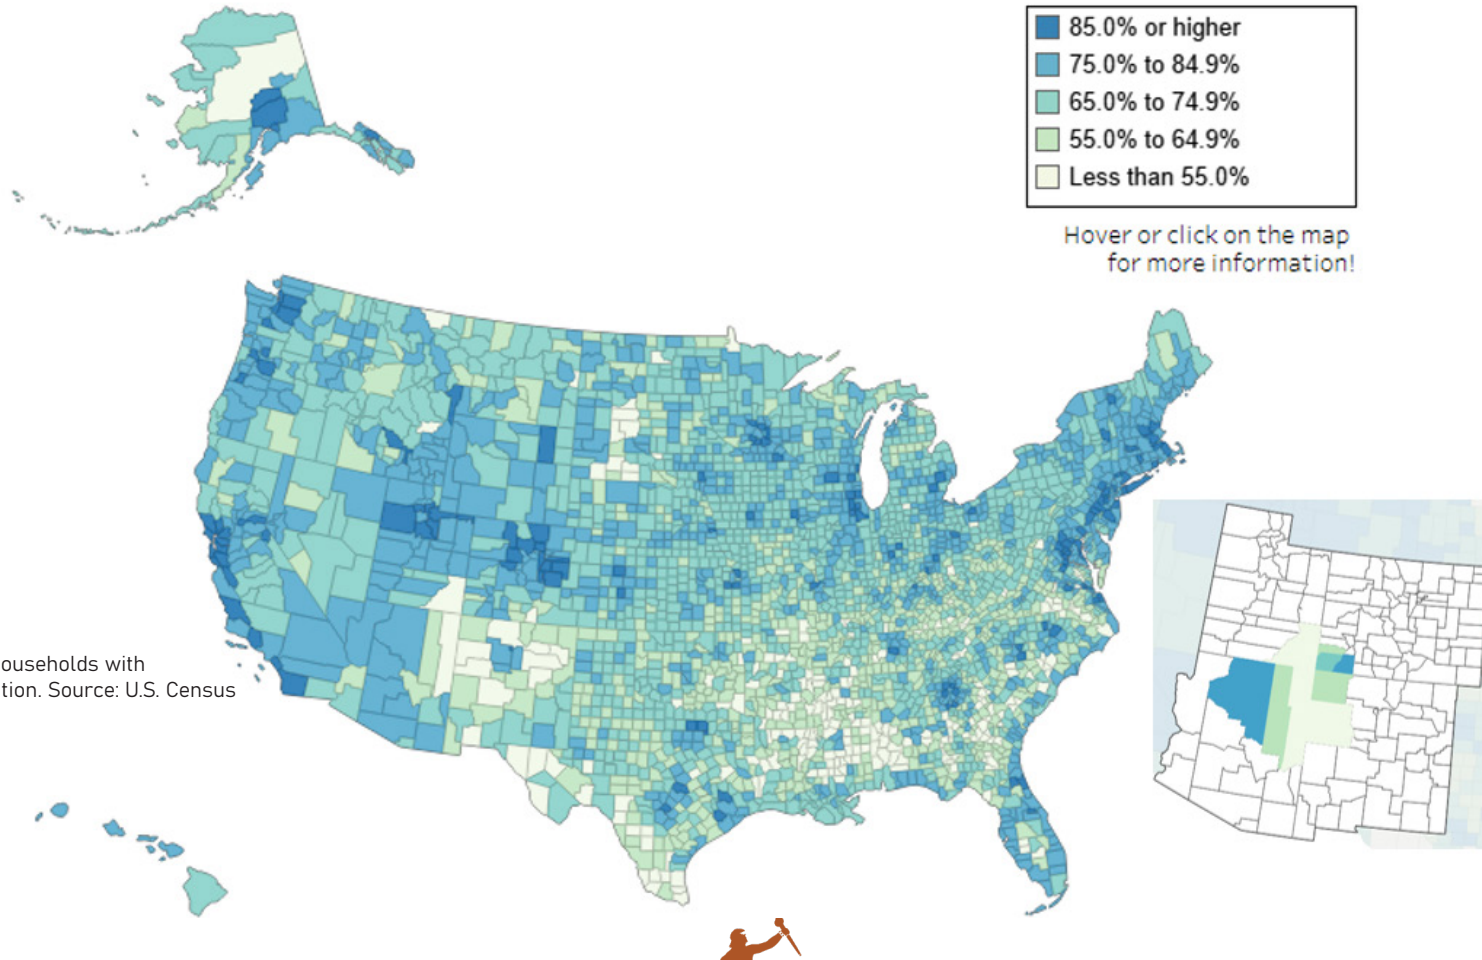 85.0% or higher
75.0% to 84.9%
65.0% to 74.9%
55.0% to 64.9%
Less than 55.0%
Hover or click on the map
for more information!
ouseholds with
tion. Source: U.S. Census